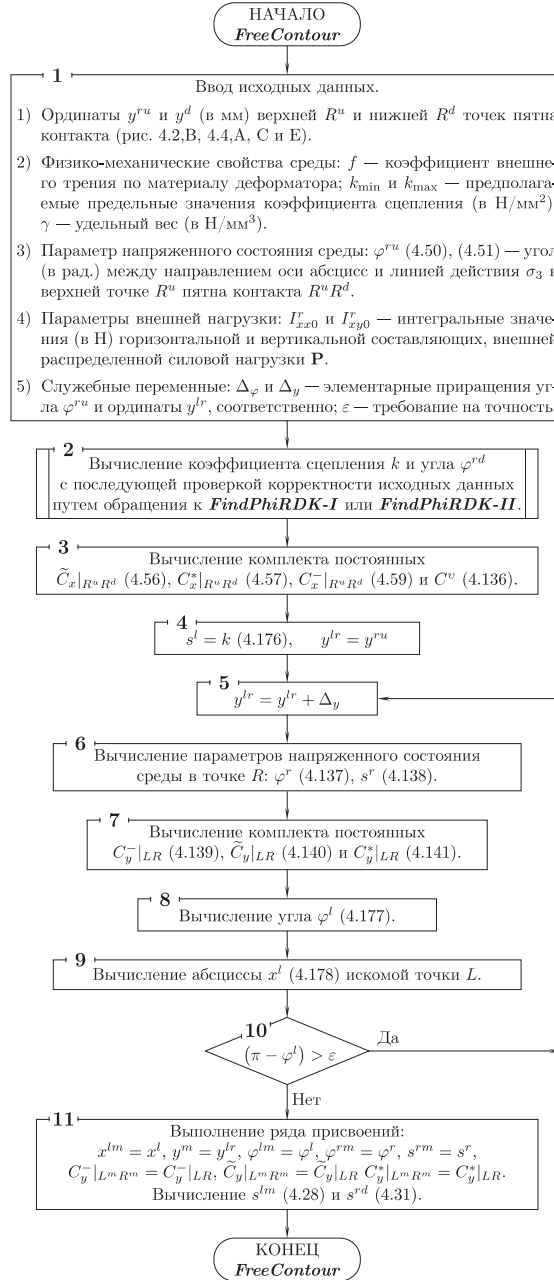 НАЧАЛО
FreeContour
1
Ввод исходных данных.
1) Ординаты y^{ru} и y^d (в мм) верхней R^u и нижней R^d точек пятна
контакта (рис. 4.2,B, 4.4,A, C и E).
2) Физико-механические свойства среды: f — коэффициент внешне-
го трения по материалу деформатора; k_{min} и k_{max} — предполага-
емые предельные значения коэффициента сцепления (в Н/мм²)
γ — удельный вес (в Н/мм³).
3) Параметр напряженного состояния среды: φ^{ru} (4.50), (4.51) — угол
(в рад.) между направлением оси абсцисс и линией действия σ_3 в
верхней точке R^u пятна контакта R^uR^d.
4) Параметры внешней нагрузки: I^r_{xx0} и I^r_{xy0} — интегральные значе-
ния (в Н) горизонтальной и вертикальной составляющих, внешней
распределенной силовой нагрузки P.
5) Служебные переменные: Δ_φ и Δ_y — элементарные приращения уг-
ла φ^{ru} и ординаты y^{lr}, соответственно; ε — требование на точность
2
Вычисление коэффициента сцепления k и угла φ^{rd}
с последующей проверкой корректности исходных данных
путем обращения к FindPhiRDK-I или FindPhiRDK-II.
3
Вычисление комплекта постоянных
C̃_x|_{R^uR^d} (4.56), C^*_x|_{R^uR^d} (4.57), C^-_x|_{R^uR^d} (4.59) и C^υ (4.136).
4
s^l = k (4.176), y^{lr} = y^{ru}
5
y^{lr} = y^{lr} + Δ_y
6
Вычисление параметров напряженного состояния
среды в точке R: φ^r (4.137), s^r (4.138).
7
Вычисление комплекта постоянных
C^-_y|_{LR} (4.139), C̃_y|_{LR} (4.140) и C^*_y|_{LR} (4.141).
8
Вычисление угла φ^l (4.177).
9
Вычисление абсциссы x^l (4.178) искомой точки L.
10
(π − φ^l) > ε
Да
Нет
11
Выполнение ряда присвоений:
x^{lm} = x^l, y^m = y^{lr}, φ^{lm} = φ^l, φ^{rm} = φ^r, s^{rm} = s^r,
C^-_y|_{L^mR^m} = C^-_y|_{LR}, C̃_y|_{L^mR^m} = C̃_y|_{LR} C^*_y|_{L^mR^m} = C^*_y|_{LR}.
Вычисление s^{lm} (4.28) и s^{rd} (4.31).
КОНЕЦ
FreeContour